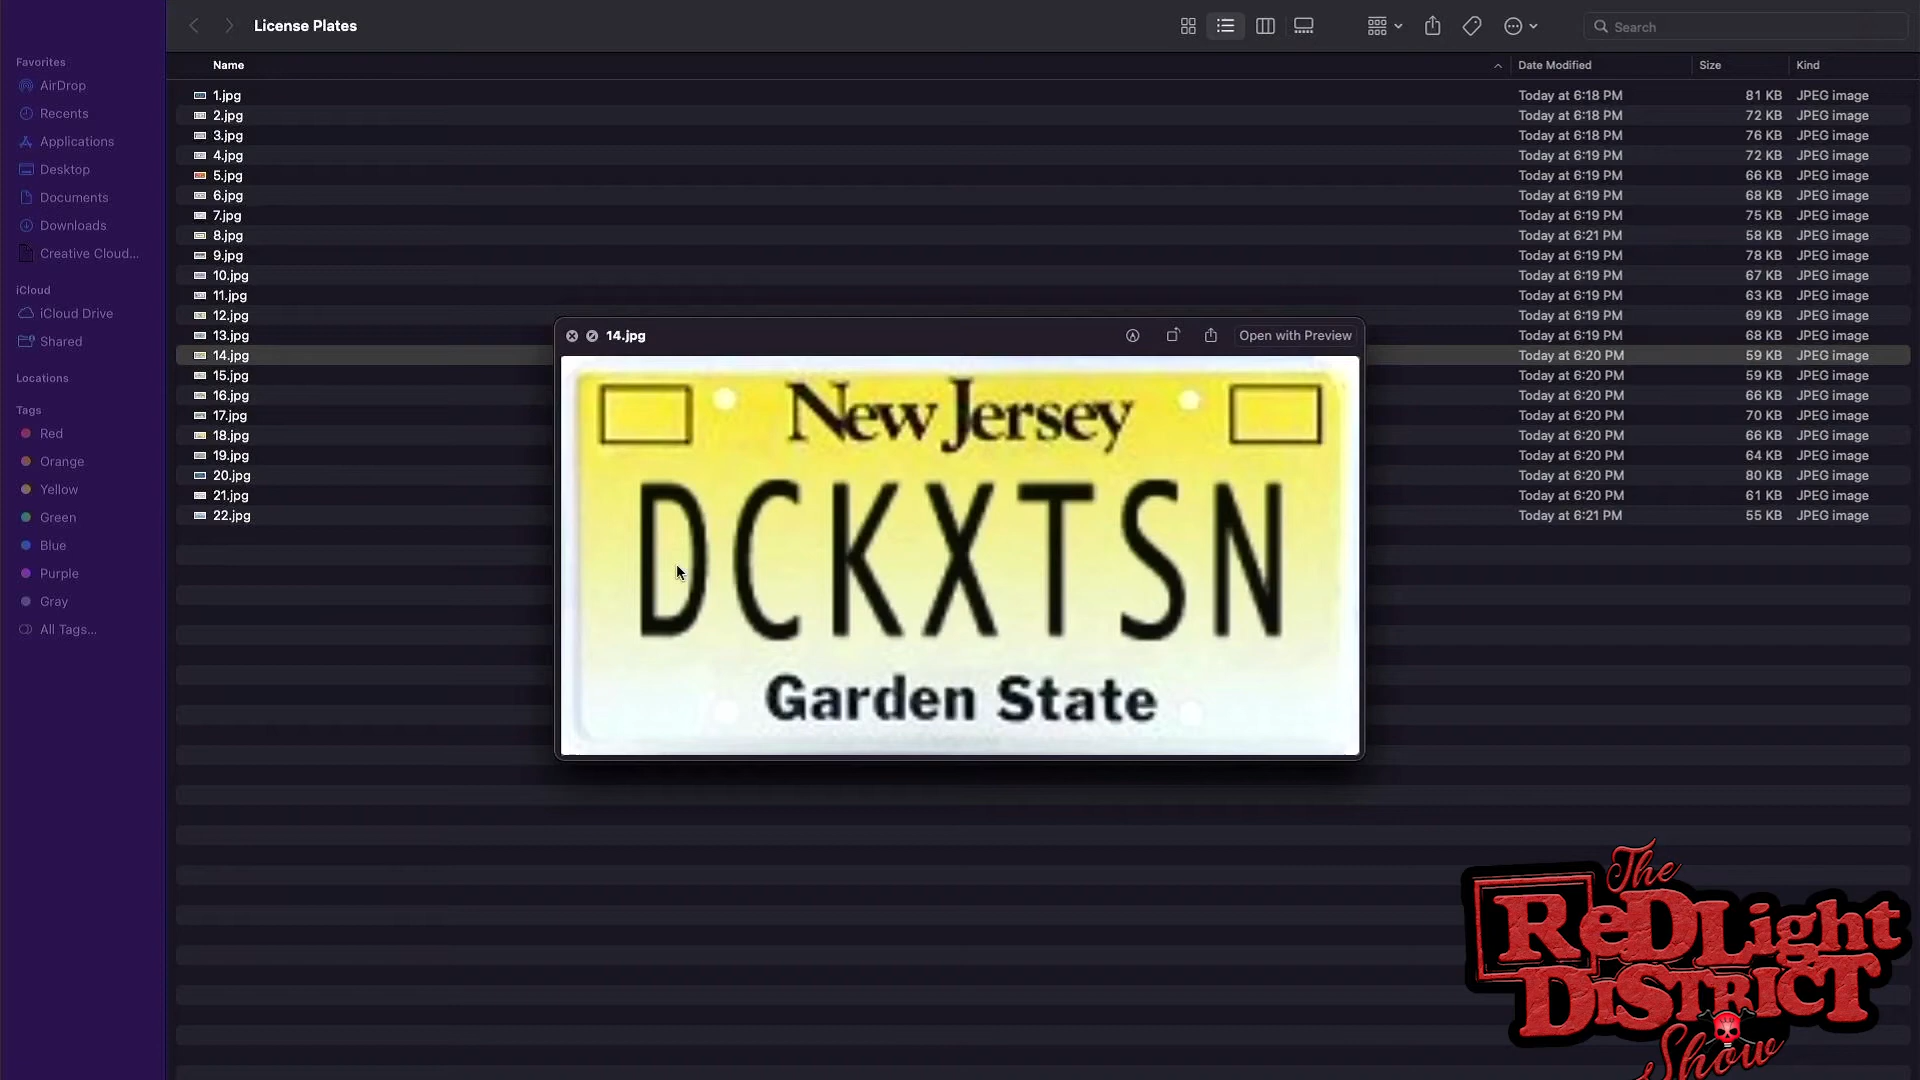 License Plates
Search
Favorites
AirDrop
Recents
Applications
Desktop
Documents
Downloads
Creative Cloud...
iCloud
iCloud Drive
Shared
Locations
Tags
Red
Orange
Yellow
Green
Blue
Purple
Gray
All Tags...
Name Date Modified Size Kind
1.jpg Today at 6:18 PM 81 KB JPEG image
2.jpg Today at 6:18 PM 72 KB JPEG image
3.jpg Today at 6:18 PM 76 KB JPEG image
4.jpg Today at 6:19 PM 72 KB JPEG image
5.jpg Today at 6:19 PM 66 KB JPEG image
6.jpg Today at 6:19 PM 68 KB JPEG image
7.jpg Today at 6:19 PM 75 KB JPEG image
8.jpg Today at 6:21 PM 58 KB JPEG image
9.jpg Today at 6:19 PM 78 KB JPEG image
10.jpg Today at 6:19 PM 67 KB JPEG image
11.jpg Today at 6:19 PM 63 KB JPEG image
12.jpg Today at 6:19 PM 69 KB JPEG image
13.jpg Today at 6:19 PM 68 KB JPEG image
14.jpg Today at 6:20 PM 59 KB JPEG image
15.jpg Today at 6:20 PM 59 KB JPEG image
16.jpg Today at 6:20 PM 66 KB JPEG image
17.jpg Today at 6:20 PM 70 KB JPEG image
18.jpg Today at 6:20 PM 66 KB JPEG image
19.jpg Today at 6:20 PM 64 KB JPEG image
20.jpg Today at 6:20 PM 80 KB JPEG image
21.jpg Today at 6:20 PM 61 KB JPEG image
22.jpg Today at 6:21 PM 55 KB JPEG image
14.jpg Open with Preview
New Jersey
DCKXTSN
Garden State
The
ReDLight
DiSTRiCT
Show